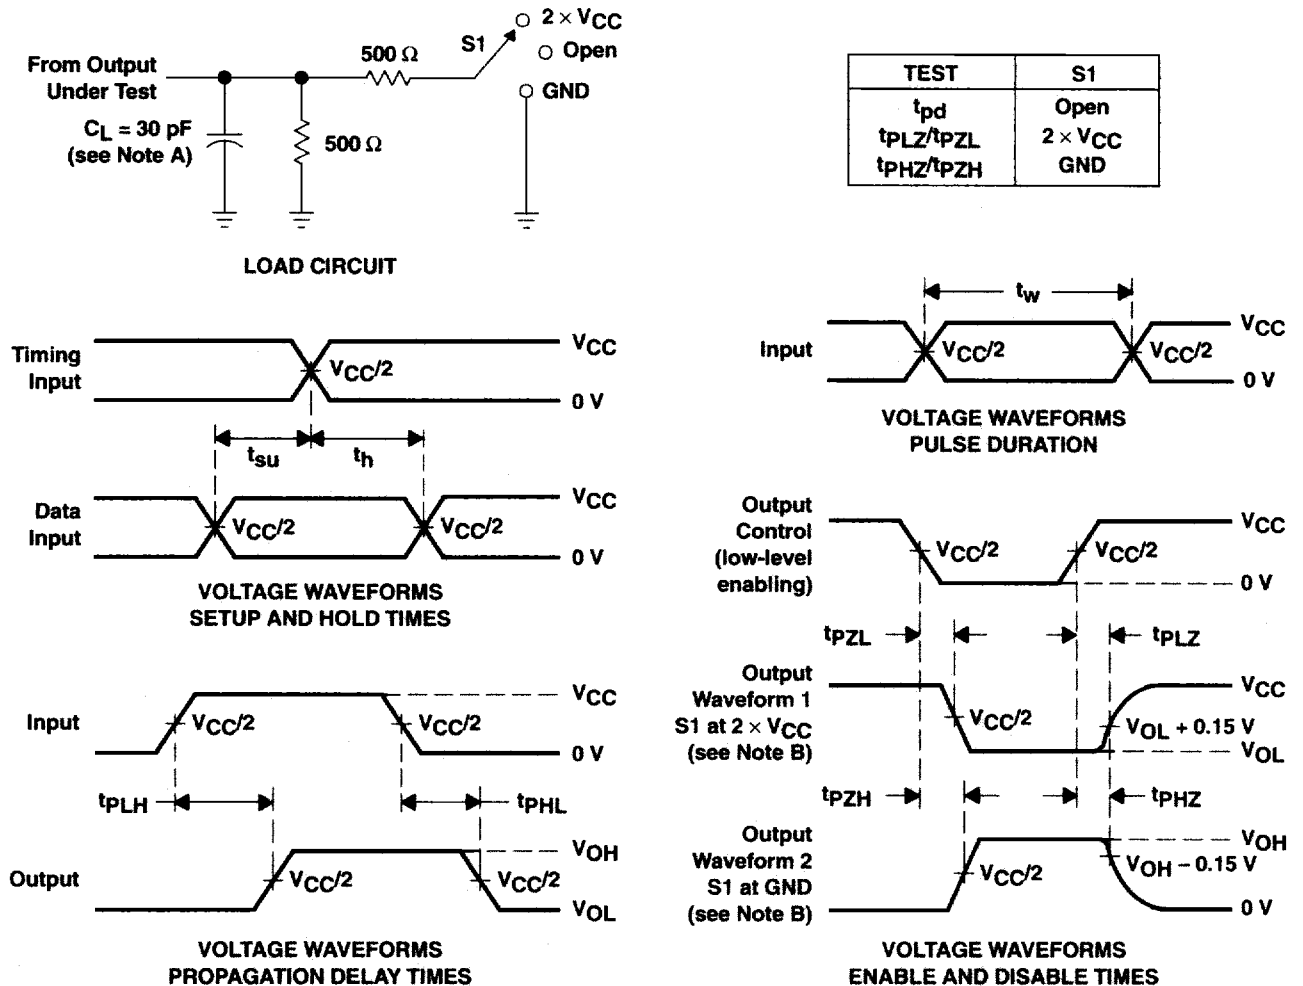 2 × VCC
S1
Open
500 Ω
From Output
Under Test
GND
CL = 30 pF
(see Note A)
500 Ω
LOAD CIRCUIT
TEST S1
tpd Open
tPLZ/tPZL 2 × VCC
tPHZ/tPZH GND
Timing
Input
VCC
VCC/2
0 V
tsu
th
Data
Input
VCC
VCC/2
VCC/2
0 V
VOLTAGE WAVEFORMS
SETUP AND HOLD TIMES
tw
Input
VCC
VCC/2
VCC/2
0 V
VOLTAGE WAVEFORMS
PULSE DURATION
Input
VCC
VCC/2
VCC/2
0 V
tPLH
tPHL
Output
VOH
VCC/2
VCC/2
VOL
VOLTAGE WAVEFORMS
PROPAGATION DELAY TIMES
Output
Control
(low-level
enabling)
VCC
VCC/2
VCC/2
0 V
tPZL
tPLZ
Output
Waveform 1
S1 at 2 × VCC
(see Note B)
VCC
VCC/2
VOL + 0.15 V
VOL
tPZH
tPHZ
Output
Waveform 2
S1 at GND
(see Note B)
VOH
VCC/2
VOH – 0.15 V
0 V
VOLTAGE WAVEFORMS
ENABLE AND DISABLE TIMES